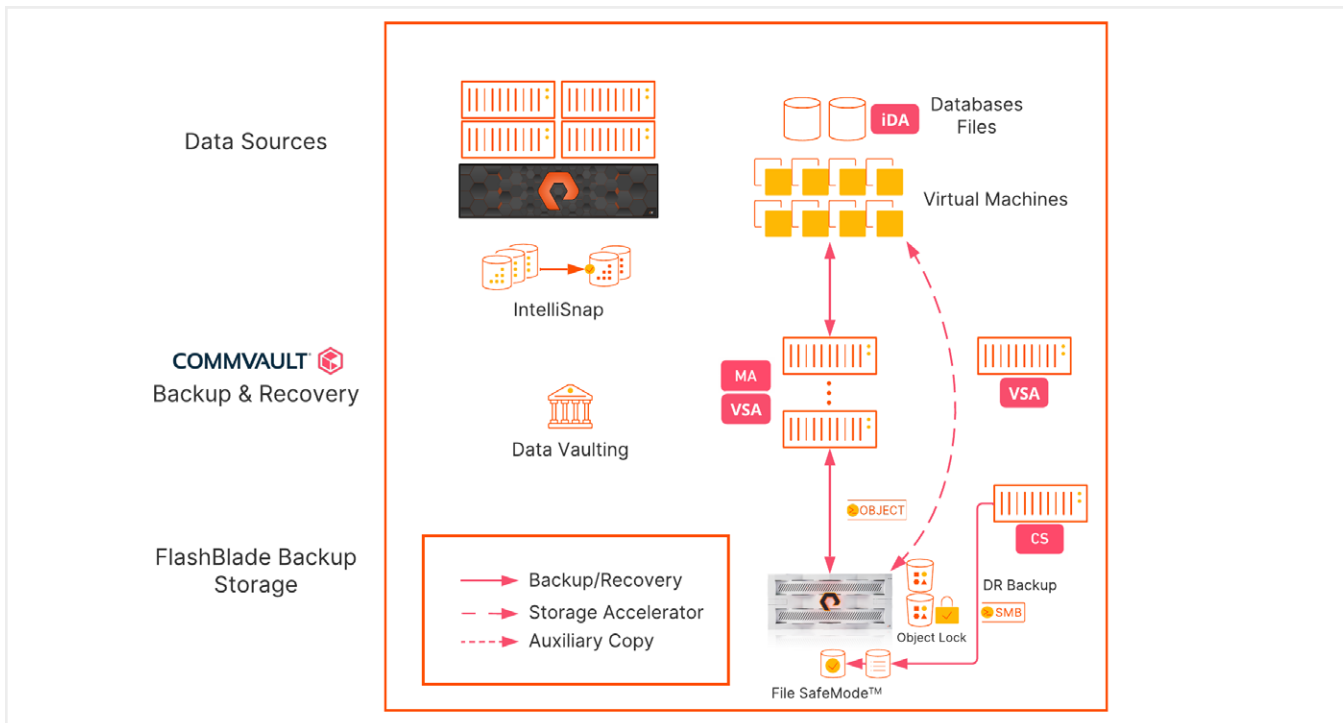 Data Sources
iDA
Databases
Files
Virtual Machines
IntelliSnap
COMMVAULT
Backup & Recovery
MA
VSA
VSA
Data Vaulting
OBJECT
CS
FlashBlade Backup
Storage
Backup/Recovery
Storage Accelerator
Auxiliary Copy
DR Backup
SMB
Object Lock
File SafeMode™